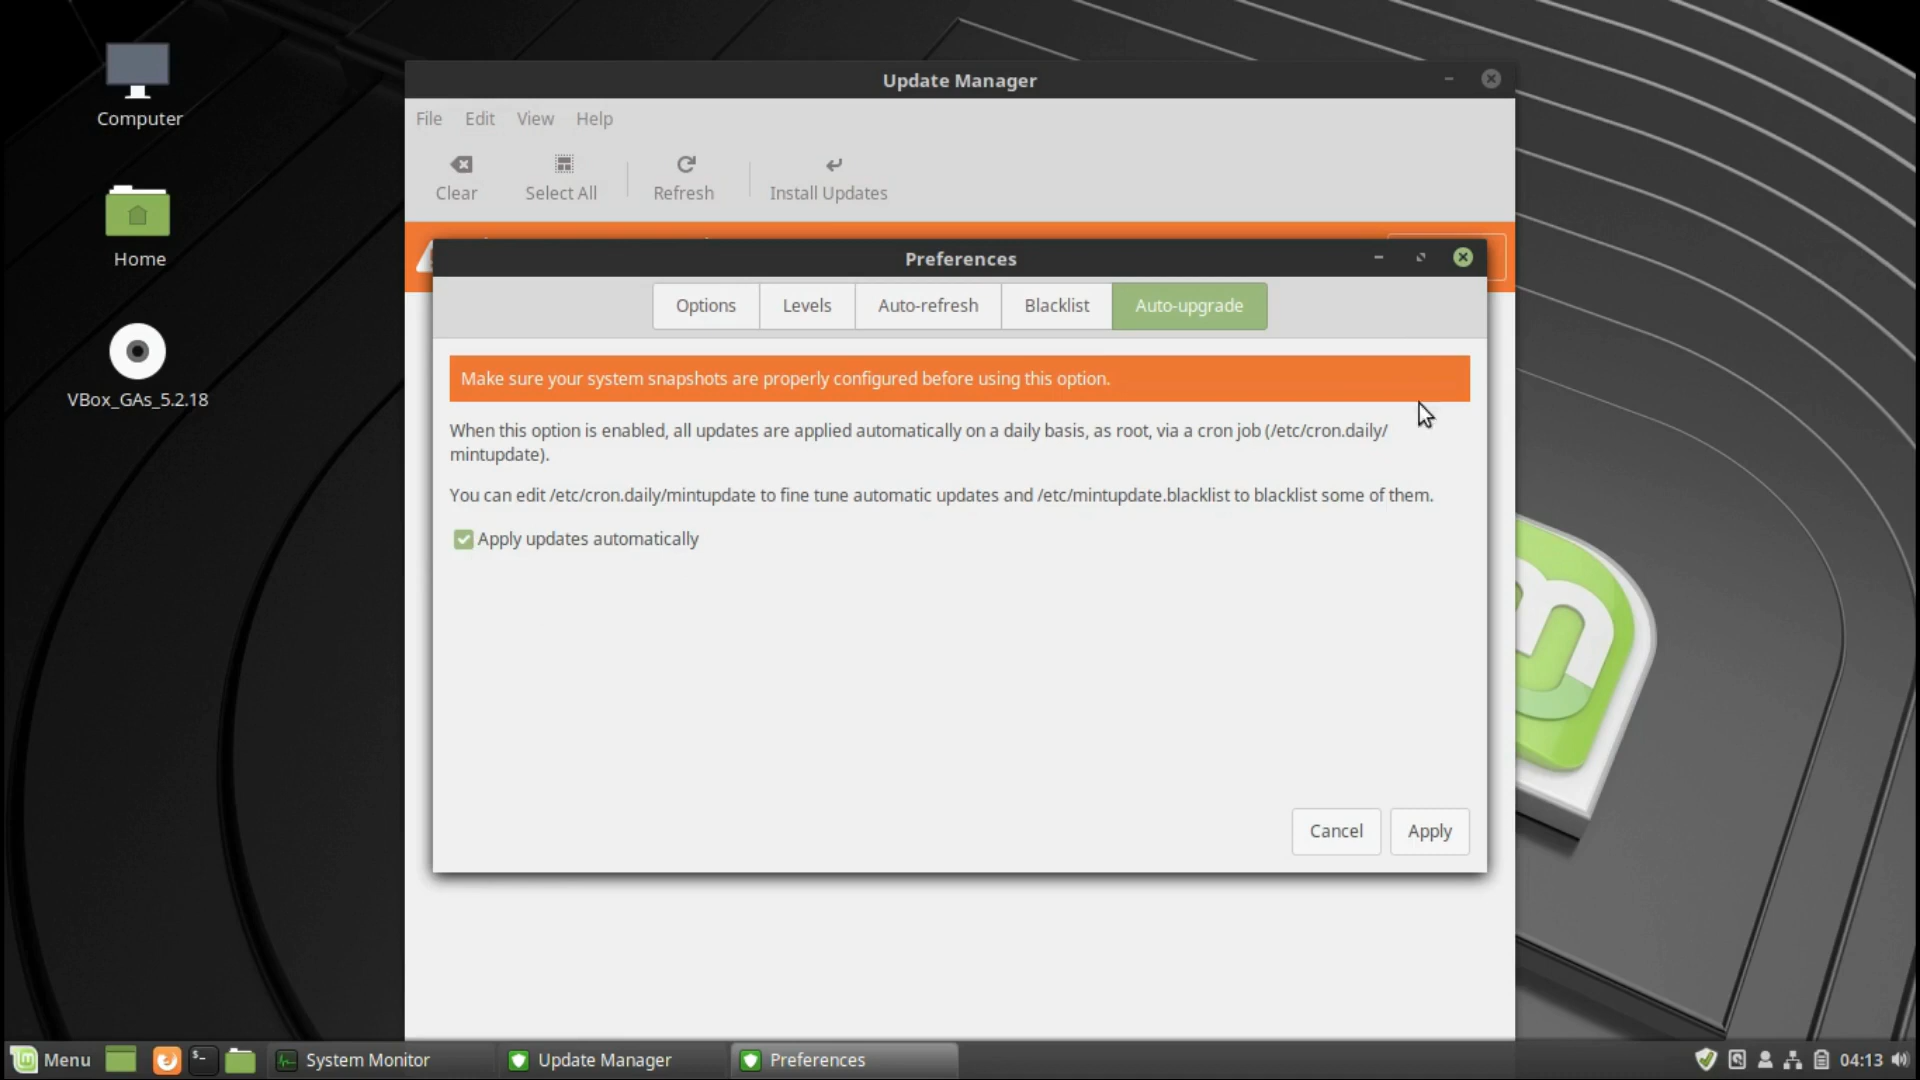 Computer
Home
VBox_GAs_5.2.18
Update Manager
File Edit View Help
Clear Select All Refresh Install Updates
Preferences
Options Levels Auto-refresh Blacklist Auto-upgrade
Make sure your system snapshots are properly configured before using this option.
When this option is enabled, all updates are applied automatically on a daily basis, as root, via a cron job (/etc/cron.daily/
mintupdate).
You can edit /etc/cron.daily/mintupdate to fine tune automatic updates and /etc/mintupdate.blacklist to blacklist some of them.
Apply updates automatically
Cancel Apply
Menu $_ System Monitor Update Manager Preferences 04:13